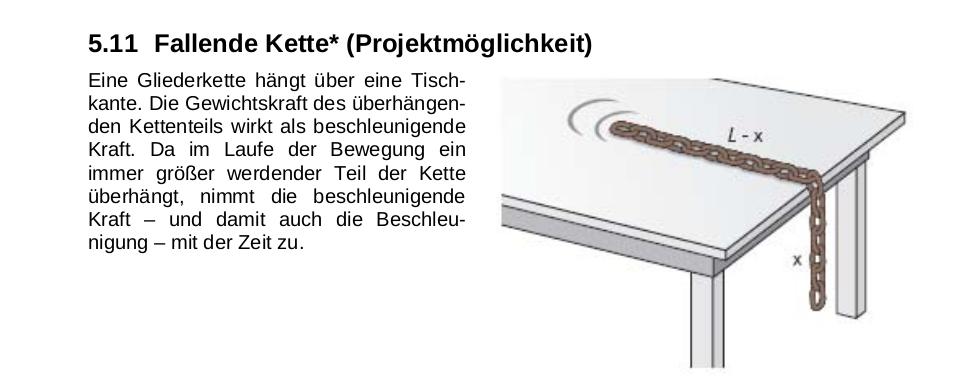 5.11 Fallende Kette* (Projektmöglichkeit)
Eine Gliederkette hängt über eine Tisch-
kante. Die Gewichtskraft des überhängen-
den Kettenteils wirkt als beschleunigende
Kraft. Da im Laufe der Bewegung ein
immer größer werdender Teil der Kette
überhängt, nimmt die beschleunigende
Kraft – und damit auch die Beschleu-
nigung – mit der Zeit zu.
L - x
x